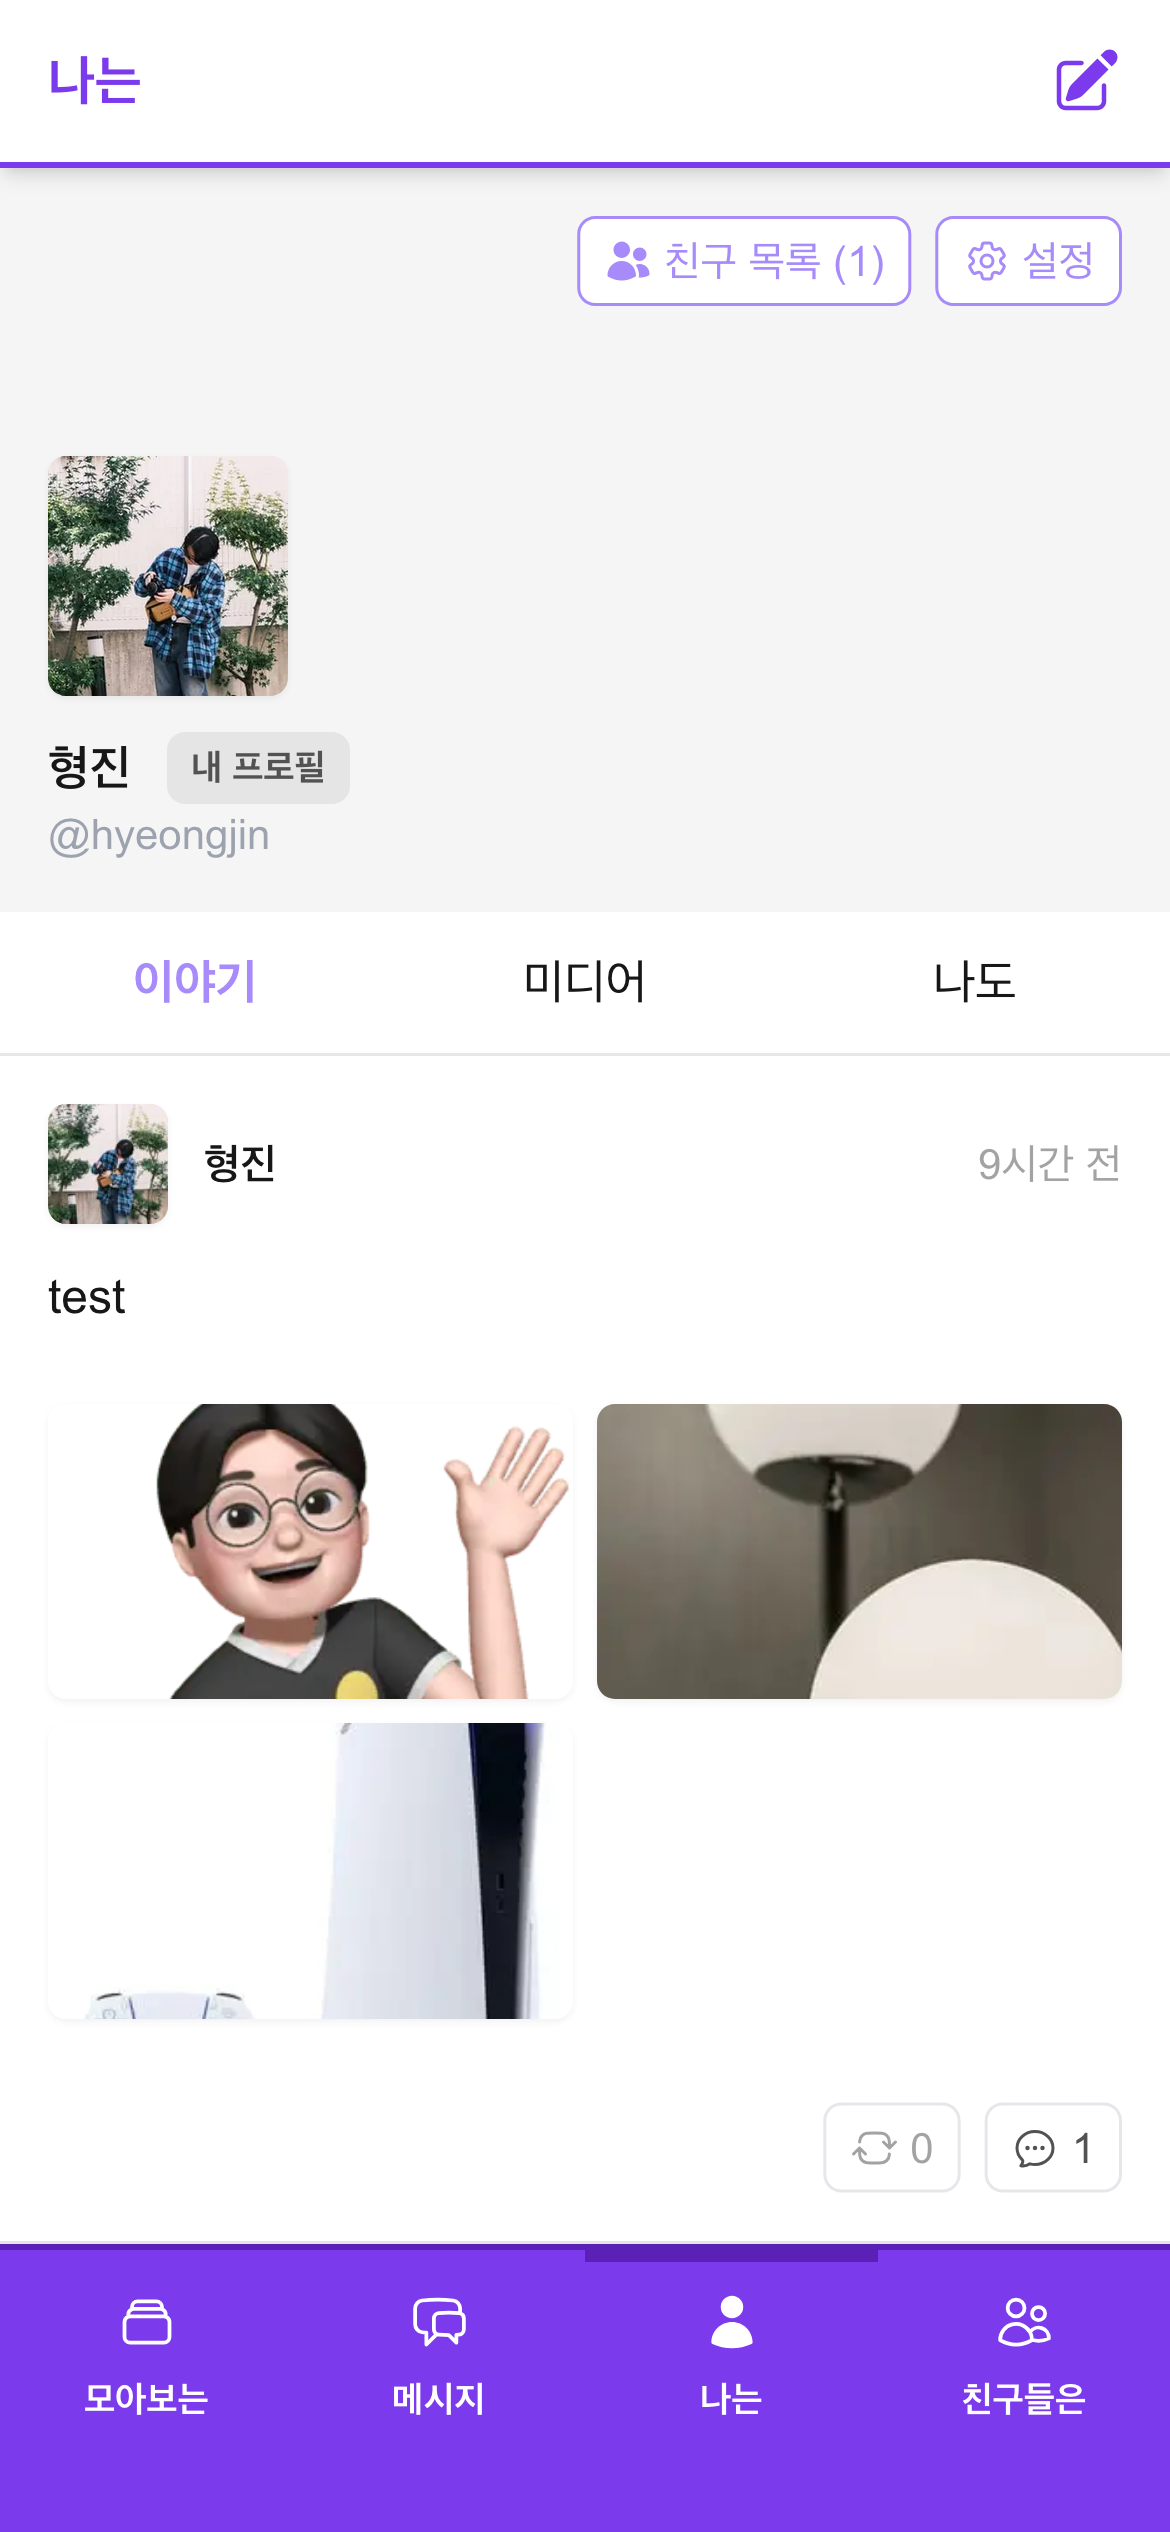 나는
친구 목록 (1)
설정
형진
내 프로필
@hyeongjin
이야기
미디어
나도
형진
9시간 전
test
0
1
모아보는
메시지
나는
친구들은